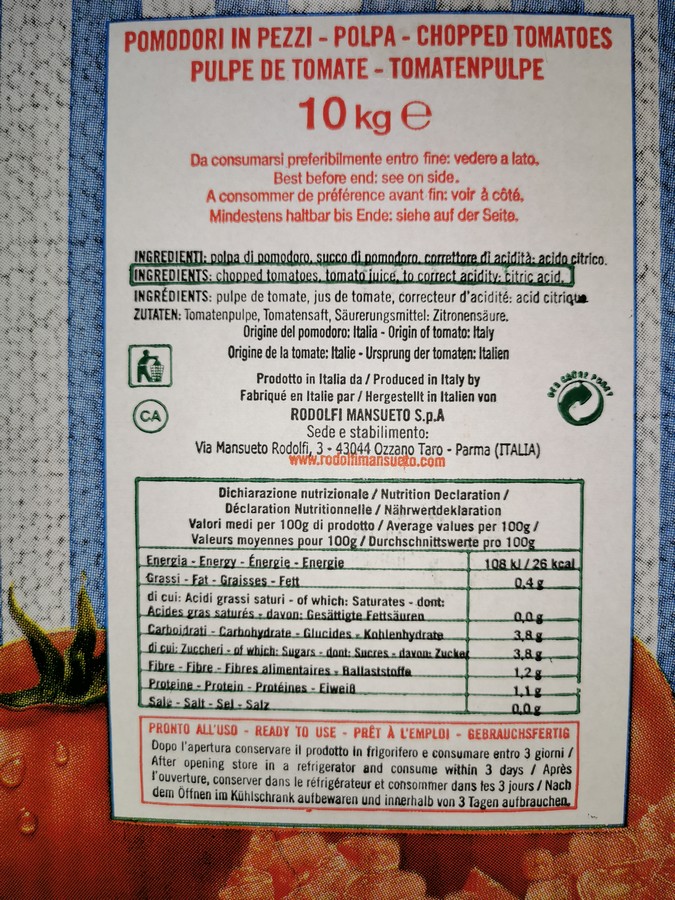 POMODORI IN PEZZI - POLPA - CHOPPED TOMATOES
PULPE DE TOMATE - TOMATENPULPE
10 kg ℮
Da consumarsi preferibilmente entro fine: vedere a lato.
Best before end: see on side.
A consommer de préférence avant fin: voir à côté.
Mindestens haltbar bis Ende: siehe auf der Seite.
INGREDIENTI: polpa di pomodoro, succo di pomodoro, correttore di acidità: acido citrico.
INGREDIENTS: chopped tomatoes, tomato juice, to correct acidity: citric acid.
INGRÉDIENTS: pulpe de tomate, jus de tomate, correcteur d'acidité: acid citrique
ZUTATEN: Tomatenpulpe, Tomatensaft, Säurerungsmittel: Zitronensäure.
Origine del pomodoro: Italia - Origin of tomato: Italy
Origine de la tomate: Italie - Ursprung der tomaten: Italien
Prodotto in Italia da / Produced in Italy by
Fabriqué en Italie par / Hergestellt in Italien von
RODOLFI MANSUETO S.p.A
CA
Sede e stabilimento:
Via Mansueto Rodolfi, 3 - 43044 Ozzano Taro - Parma (ITALIA)
www.rodolfimansueto.com
Dichiarazione nutrizionale / Nutrition Declaration /
Déclaration Nutritionnelle / Nährwertdeklaration
Valori medi per 100g di prodotto / Average values per 100g /
Valeurs moyennes pour 100g / Durchschnittswerte pro 100g
Energia - Energy - Énergie - Energie 108 kJ / 26 kcal
Grassi - Fat - Graisses - Fett 0,4 g
di cui: Acidi grassi saturi - of which: Saturates - dont:
Acides gras saturés - davon: Gesättigte Fettsäuren 0,0 g
Carboidrati - Carbohydrate - Glucides - Kohlenhydrate 3,8 g
di cui: Zuccheri - of which: Sugars - dont: Sucres - davon: Zucker 3,8 g
Fibre - Fibre - Fibres alimentaires - Ballaststoffe 1,2 g
Proteine - Protein - Protéines - Eiweiß 1,1 g
Sale - Salt - Sel - Salz 0,0 g
PRONTO ALL'USO - READY TO USE - PRÊT À L'EMPLOI - GEBRAUCHSFERTIG
Dopo l'apertura conservare il prodotto in frigorifero e consumare entro 3 giorni /
After opening store in a refrigerator and consume within 3 days / Après
l'ouverture, conserver dans le réfrigérateur et consommer dans les 3 jours / Nach
dem Öffnen im Kühlschrank aufbewaren und innerhalb von 3 Tagen aufbrauchen.